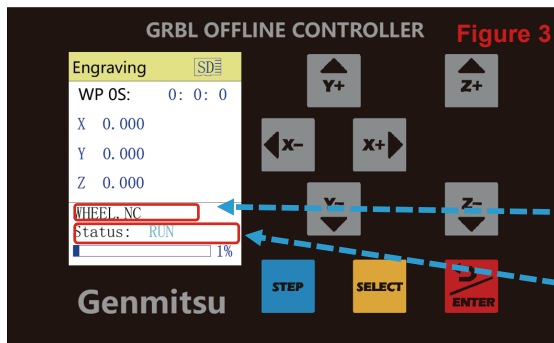 GRBL OFFLINE CONTROLLER
Figure 3
Engraving SD
WP 0S: 0: 0: 0
X 0.000
Y 0.000
Z 0.000
WHEEL.NC
Status: RUN
1%
Y+
Z+
X-
X+
Y-
Z-
STEP
SELECT
ENTER
Genmitsu